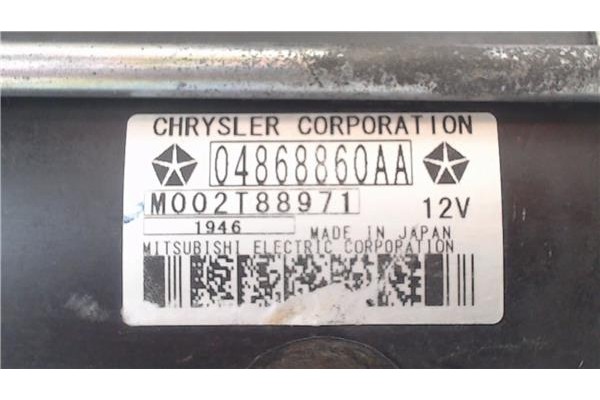 CHRYSLER CORPORATION
04868860AA
M002T88971 12V
1946
MADE IN JAPAN
MITSUBISHI ELECTRIC CORPORATION